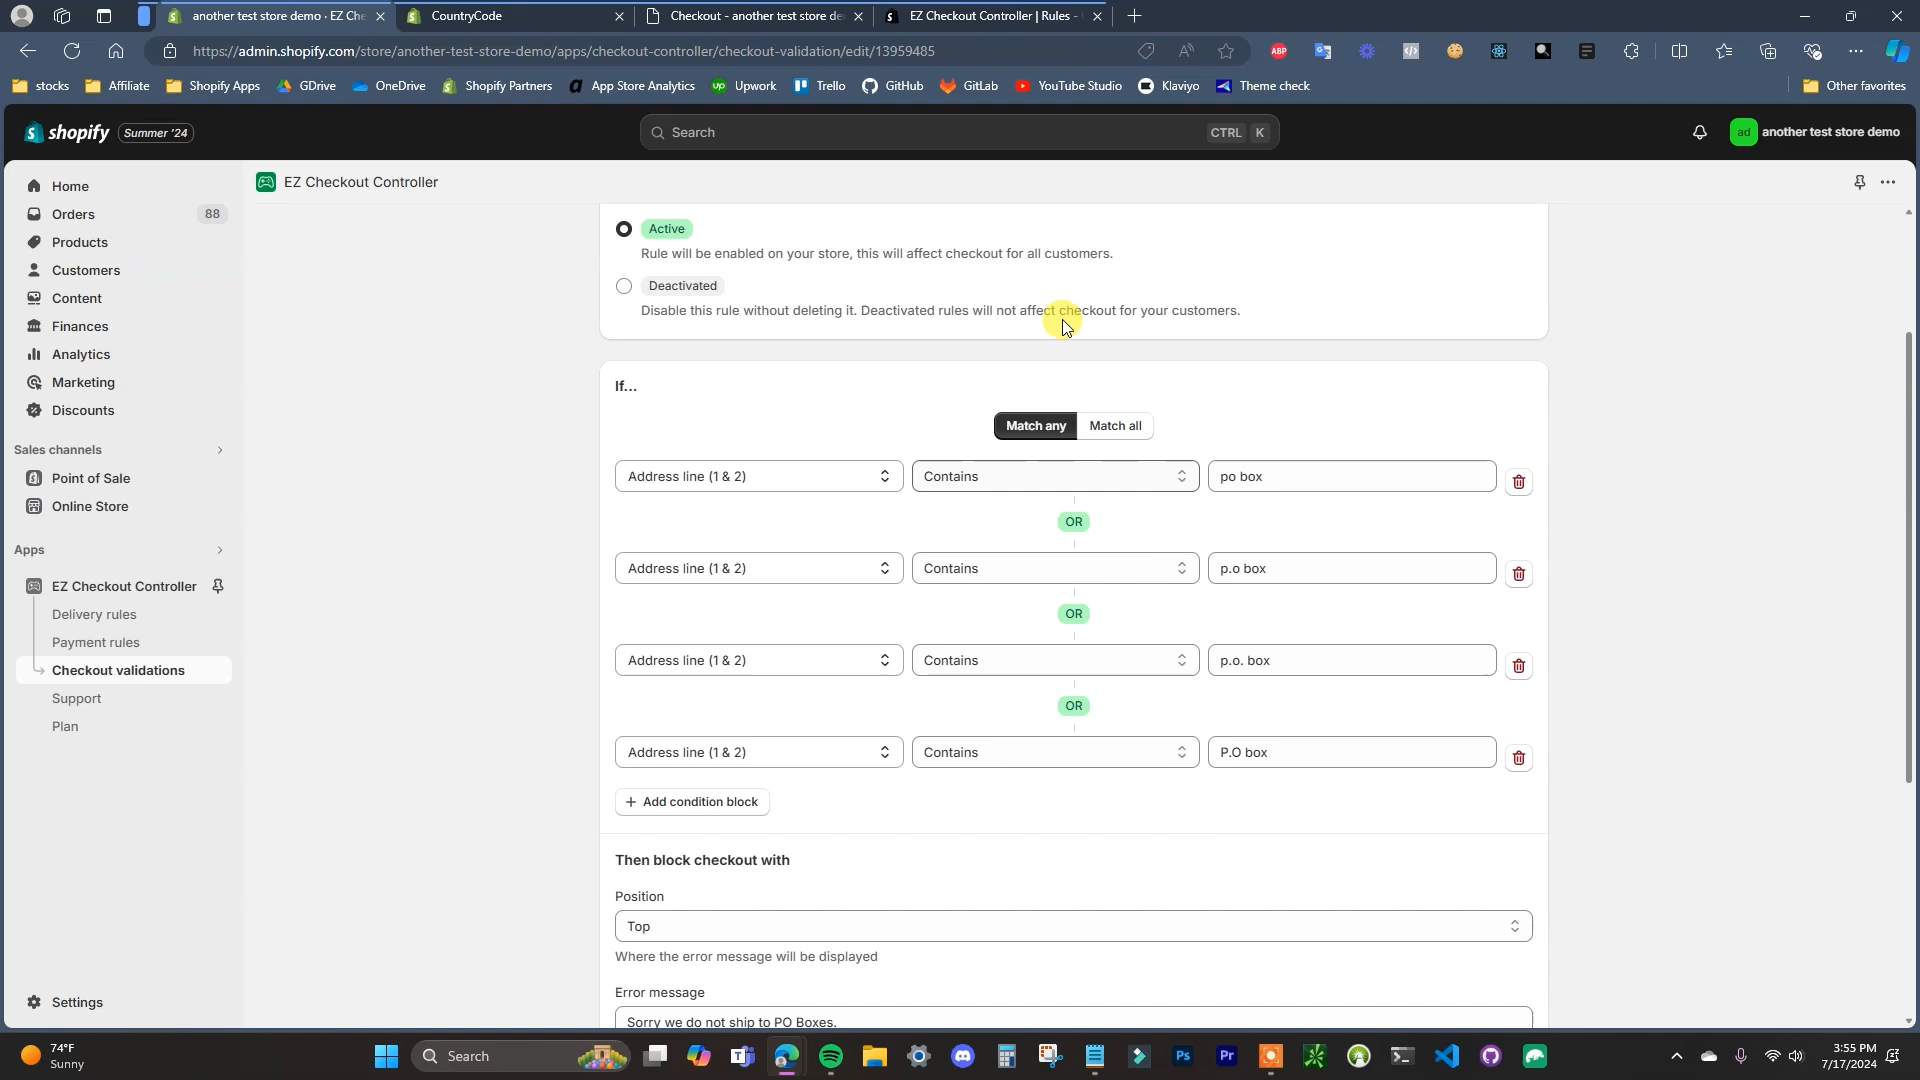 another test store demo · EZ Che
CountryCode
Checkout - another test store de
EZ Checkout Controller | Rules -
https://admin.shopify.com/store/another-test-store-demo/apps/checkout-controller/checkout-validation/edit/13959485
ABP
stocks
Affiliate
Shopify Apps
GDrive
OneDrive
Shopify Partners
App Store Analytics
Upwork
Trello
GitHub
GitLab
YouTube Studio
Klaviyo
Theme check
Other favorites
shopify
Summer '24
Search
CTRL K
ad
another test store demo
Home
Orders
88
Products
Customers
Content
Finances
Analytics
Marketing
Discounts
Sales channels
Point of Sale
Online Store
Apps
EZ Checkout Controller
Delivery rules
Payment rules
Checkout validations
Support
Plan
Settings
EZ Checkout Controller
Active
Rule will be enabled on your store, this will affect checkout for all customers.
Deactivated
Disable this rule without deleting it. Deactivated rules will not affect checkout for your customers.
If...
Match any
Match all
Address line (1 & 2)
Contains
po box
OR
Address line (1 & 2)
Contains
p.o box
OR
Address line (1 & 2)
Contains
p.o. box
OR
Address line (1 & 2)
Contains
P.O box
+ Add condition block
Then block checkout with
Position
Top
Where the error message will be displayed
Error message
Sorry we do not ship to PO Boxes.
74°F
Sunny
Search
Ps
Pr
3:55 PM
7/17/2024